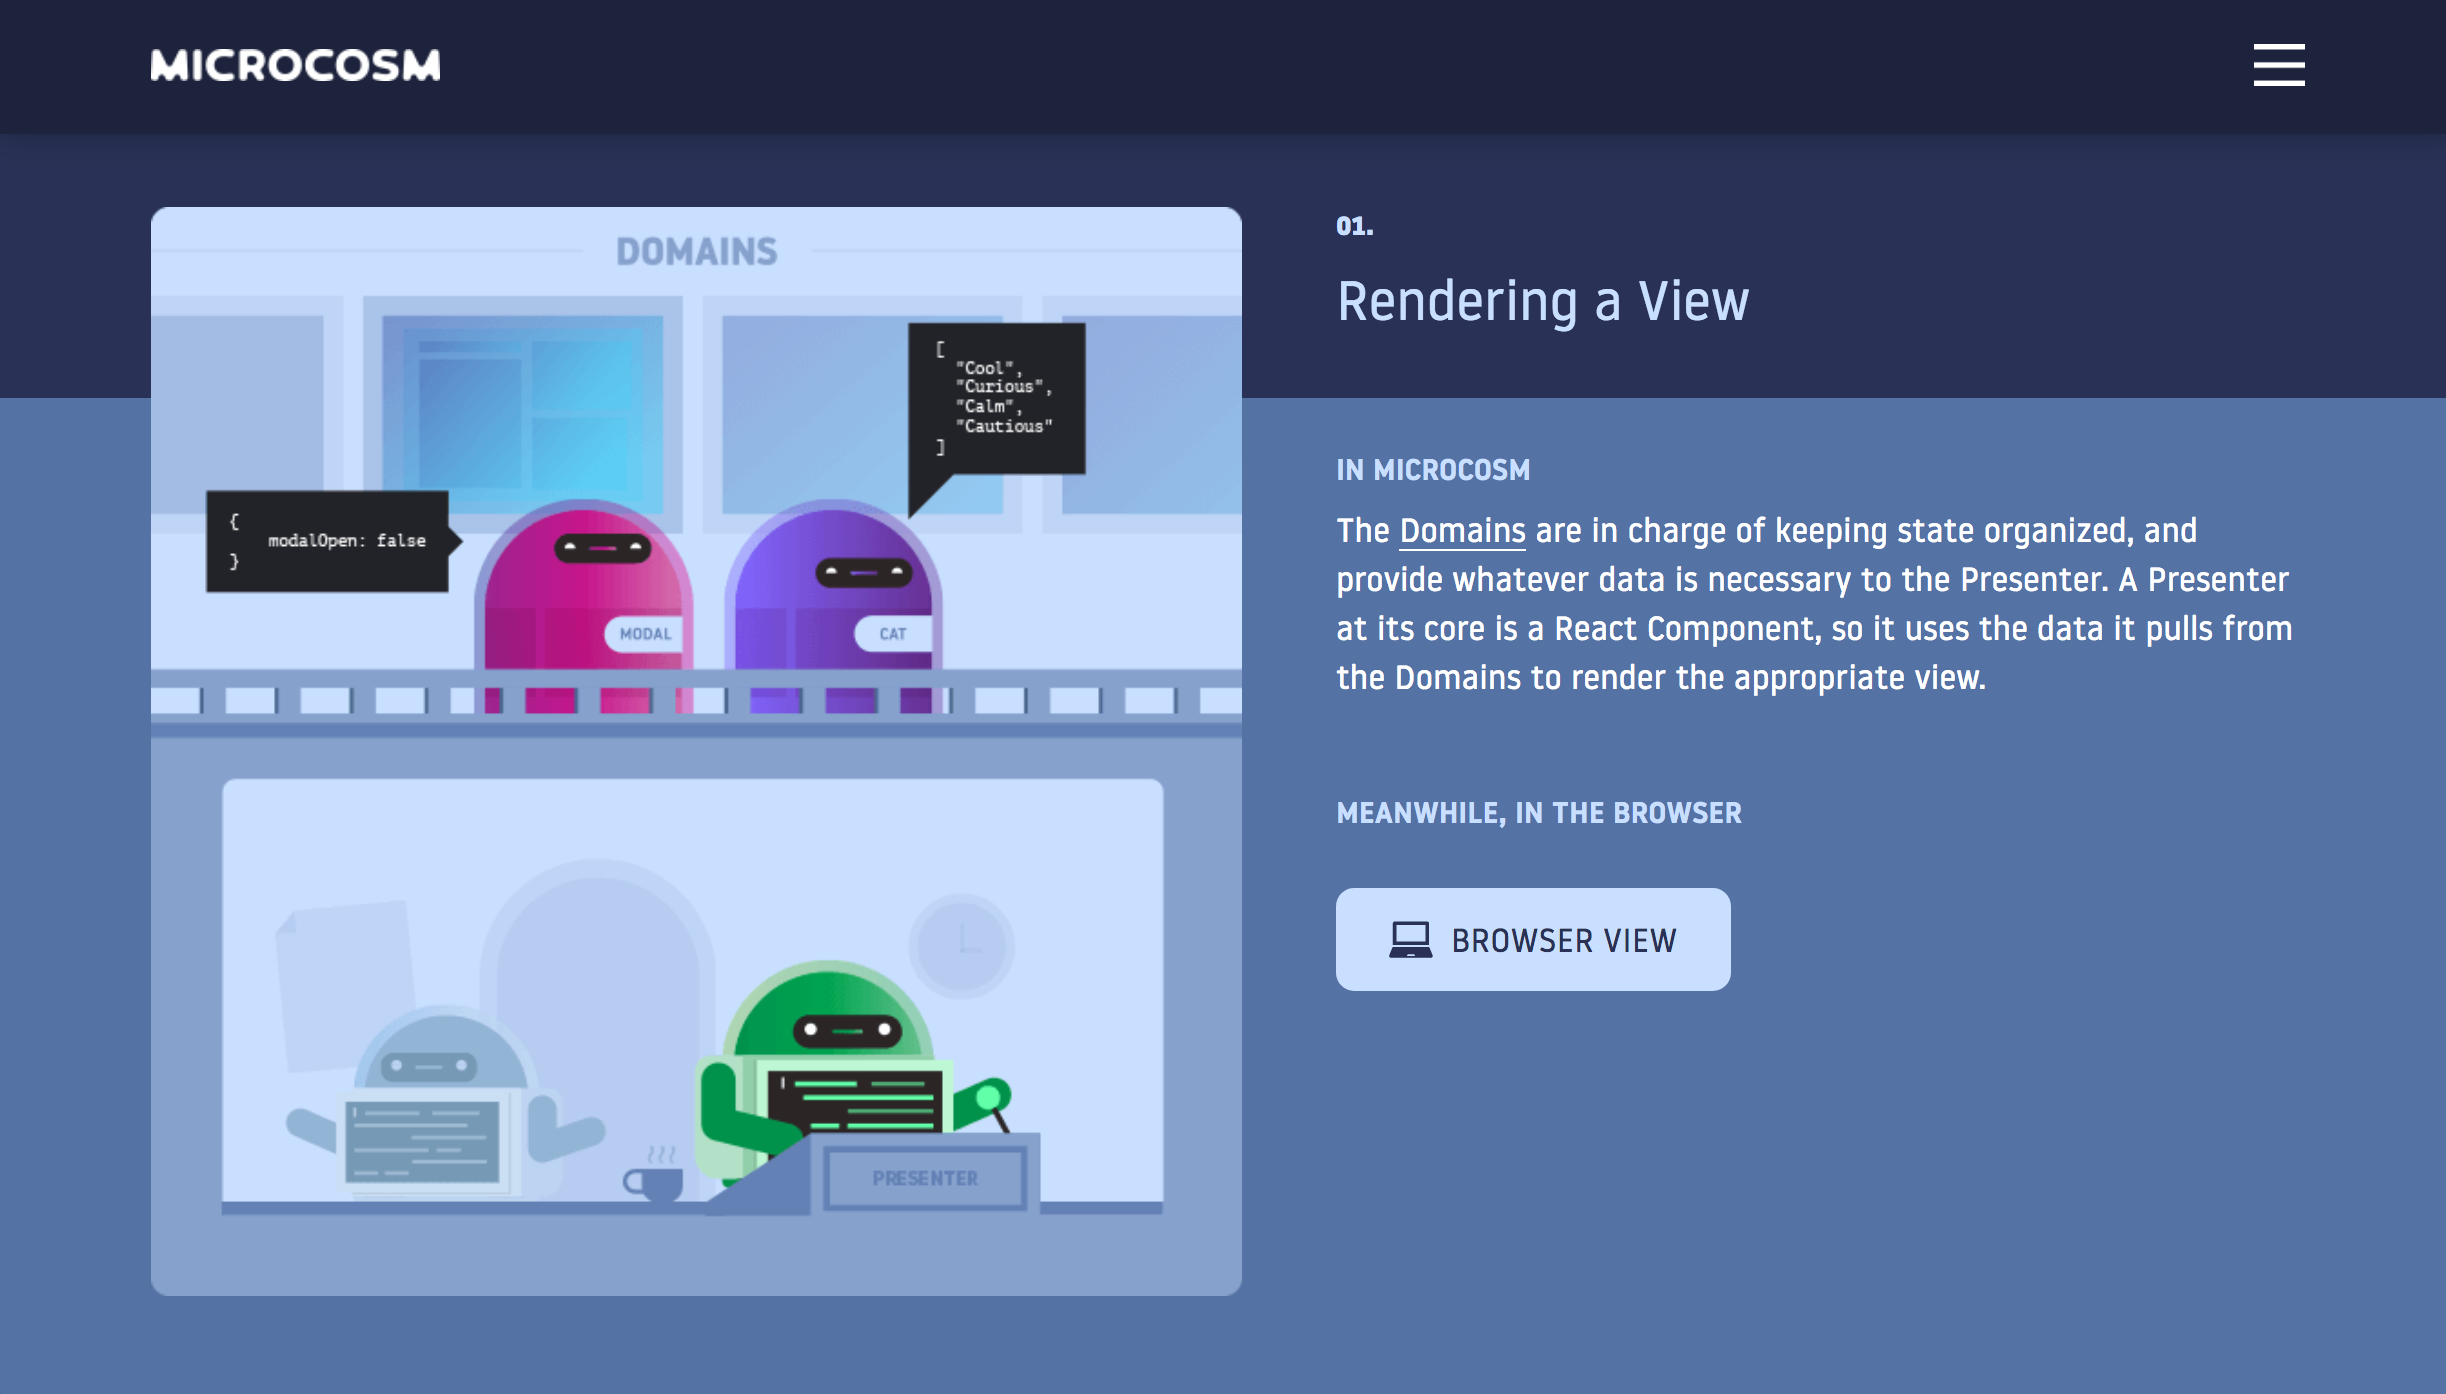 MICROCOSM
DOMAINS
[
"Cool",
"Curious",
"Calm",
"Cautious"
]
{
modalOpen: false
}
MODAL
CAT
PRESENTER
01.
Rendering a View
IN MICROCOSM
The Domains are in charge of keeping state organized, and
provide whatever data is necessary to the Presenter. A Presenter
at its core is a React Component, so it uses the data it pulls from
the Domains to render the appropriate view.
MEANWHILE, IN THE BROWSER
BROWSER VIEW